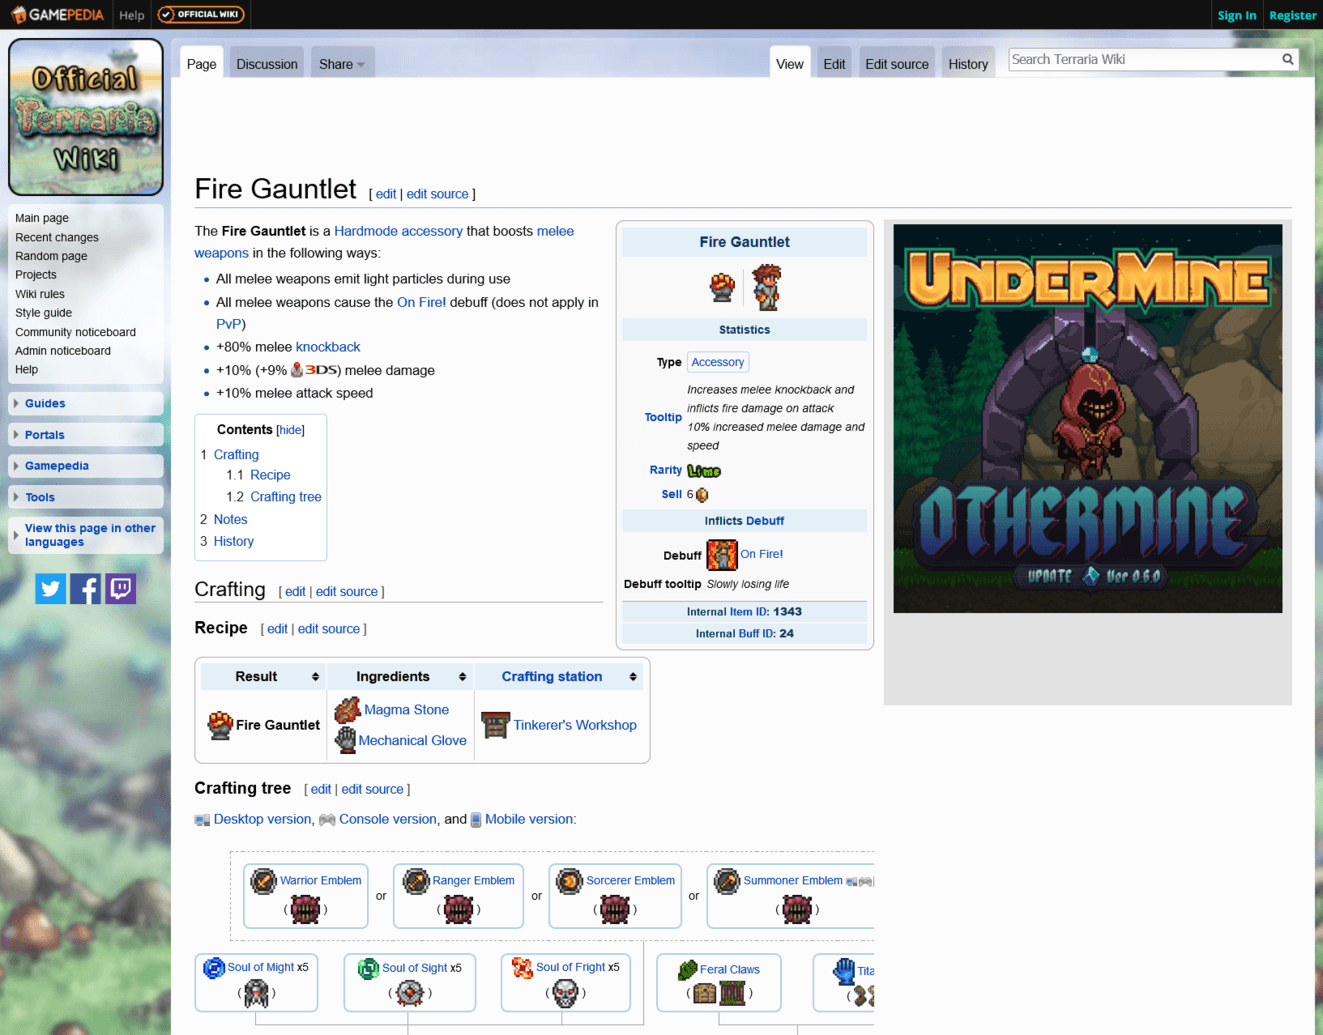 GAMEPEDIA Help OFFICIAL WIKI Sign In Register
Official
Terraria
Wiki
Page Discussion Share View Edit Edit source History Search Terraria Wiki
Main page
Recent changes
Random page
Projects
Wiki rules
Style guide
Community noticeboard
Admin noticeboard
Help
Guides
Portals
Gamepedia
Tools
View this page in other
languages
Fire Gauntlet [ edit | edit source ]
The Fire Gauntlet is a Hardmode accessory that boosts melee
weapons in the following ways:
• All melee weapons emit light particles during use
• All melee weapons cause the On Fire! debuff (does not apply in
PvP)
• +80% melee knockback
• +10% (+9% 3DS) melee damage
• +10% melee attack speed
Contents [hide]
1 Crafting
1.1 Recipe
1.2 Crafting tree
2 Notes
3 History
Fire Gauntlet
Statistics
Type Accessory
Tooltip Increases melee knockback and
inflicts fire damage on attack
10% increased melee damage and
speed
Rarity Lime
Sell 6
Inflicts Debuff
Debuff On Fire!
Debuff tooltip Slowly losing life
Internal Item ID: 1343
Internal Buff ID: 24
UNDERMINE
OTHERMINE
UPDATE Ver 0.6.0
Crafting [ edit | edit source ]
Recipe [ edit | edit source ]
Result Ingredients Crafting station
Fire Gauntlet Magma Stone
Mechanical Glove Tinkerer's Workshop
Crafting tree [ edit | edit source ]
Desktop version, Console version, and Mobile version:
Warrior Emblem
( ) or Ranger Emblem
( ) or Sorcerer Emblem
( ) or Summoner Emblem
( )
Soul of Might x5
( ) Soul of Sight x5
( ) Soul of Fright x5
( ) Feral Claws
( ) Tita
(